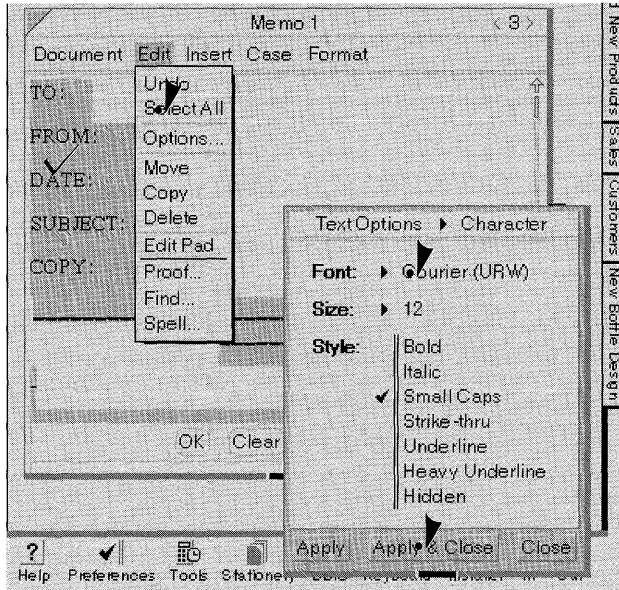 Memo 1 < 3 >
Document Edit Insert Case Format
TO:
FROM:
DATE:
SUBJECT:
COPY:
Undo
Select All
Options...
Move
Copy
Delete
Edit Pad
Proof...
Find...
Spell...
OK Clear
Text Options Character
Font: Courier (URW)
Size: 12
Style: Bold
Italic
Small Caps
Strike-thru
Underline
Heavy Underline
Hidden
Apply Apply & Close Close
New Products
Sales
Customers
New Bottle Design
? Help Preferences Tools Stationery